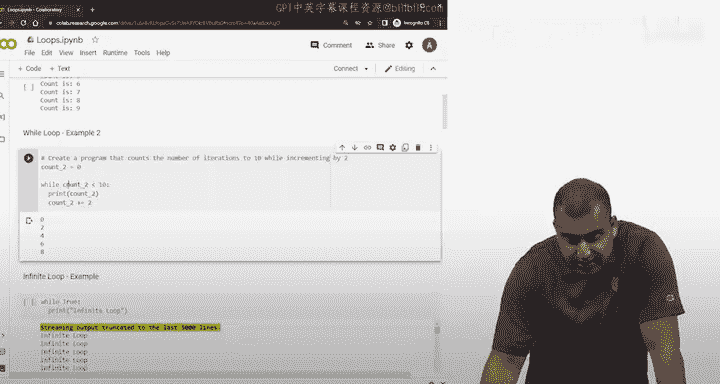 GPT中英字幕课程资源@bilibili.com
Loops.ipynb - Colaboratory
Incognito
Loops.ipynb
Comment
Share
A
File Edit View Insert Runtime Tools Help
+ Code + Text
Connect
Editing
Count is: 6
Count is: 7
Count is: 8
Count is: 9
While Loop - Example 2
# Create a program that counts the number of iterations to 10 while incrementing by 2
count_2 = 0
while count_2 < 10:
print(count_2)
count_2 += 2
0
2
4
6
8
Infinite Loop - Example
while True:
print("Infinite Loop")
Streaming output truncated to the last 5000 lines.
Infinite Loop
Infinite Loop
Infinite Loop
Infinite Loop